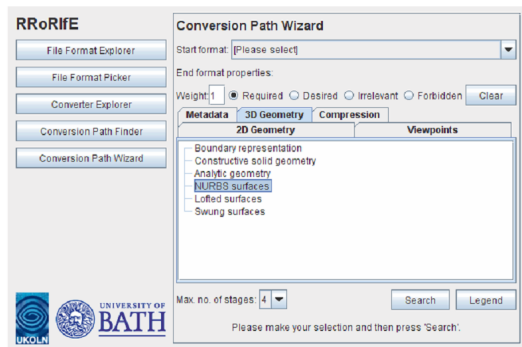 RRoRIfE
File Format Explorer
File Format Picker
Converter Explorer
Conversion Path Finder
Conversion Path Wizard
UKOLN
UNIVERSITY OF
BATH
Conversion Path Wizard
Start format: [Please select]
End format properties:
Weight: 1 Required Desired Irrelevant Forbidden Clear
Metadata 3D Geometry Compression
2D Geometry Viewpoints
Boundary representation
Constructive solid geometry
Analytic geometry
NURBS surfaces
Lofted surfaces
Swung surfaces
Max. no. of stages: 4 Search Legend
Please make your selection and then press 'Search'.